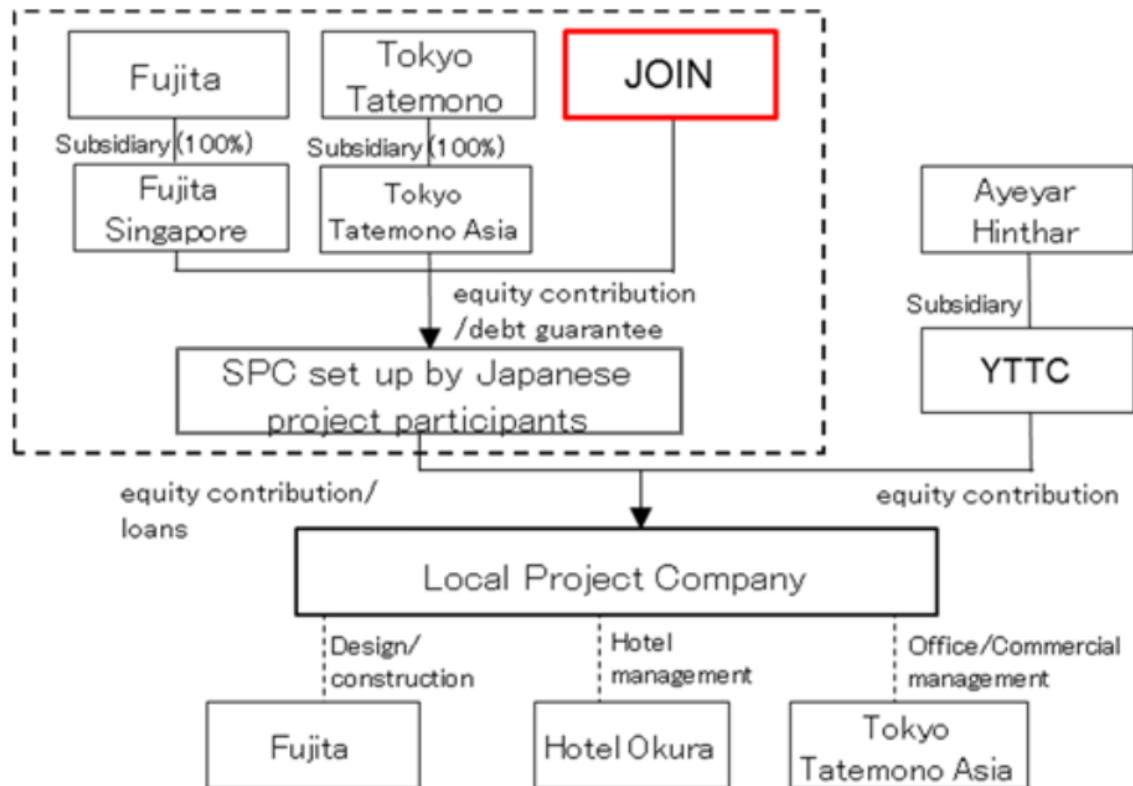 Fujita
Tokyo
Tatemono
JOIN
Subsidiary (100%)
Subsidiary (100%)
Fujita
Singapore
Tokyo
Tatemono Asia
Ayeyar
Hinthar
equity contribution
/debt guarantee
Subsidiary
SPC set up by Japanese
project participants
YTTC
equity contribution/
loans
equity contribution
Local Project Company
Design/
construction
Hotel
management
Office/Commercial
management
Fujita
Hotel Okura
Tokyo
Tatemono Asia